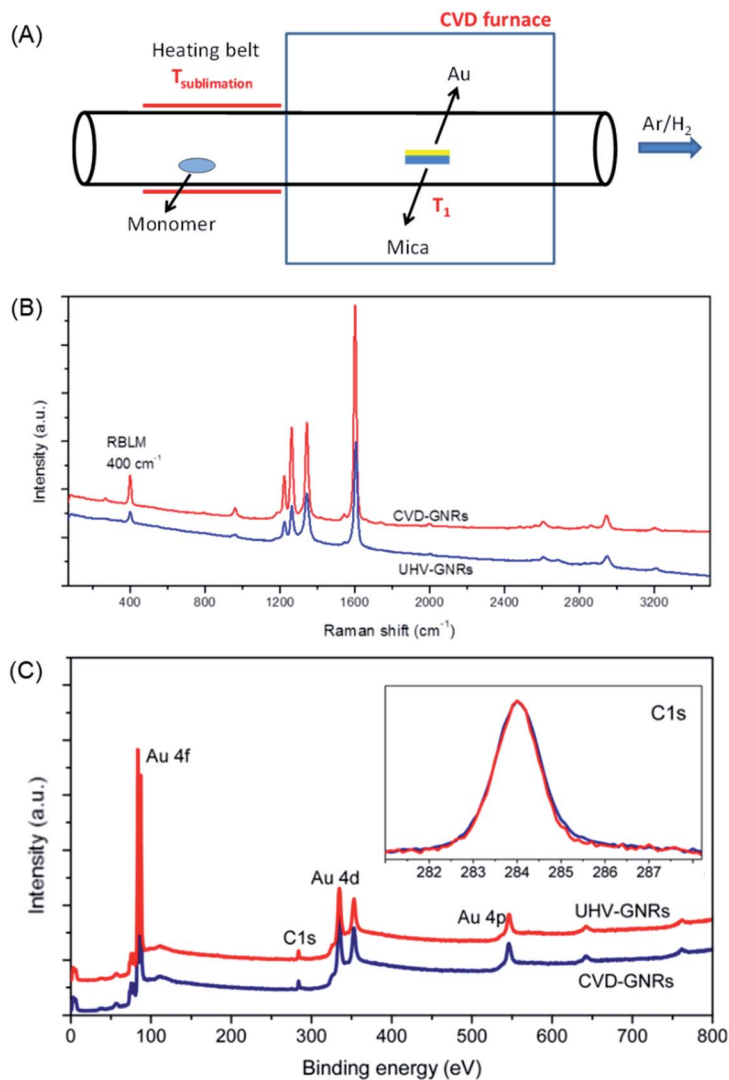 (A)
CVD furnace
Heating belt
T sublimation
Au
Ar/H2
Monomer
T1
Mica
(B)
Intensity (a.u.)
RBLM
400 cm-1
CVD-GNRs
UHV-GNRs
400 800 1200 1600 2000 2400 2800 3200
Raman shift (cm-1)
(C)
Intensity (a.u.)
C1s
282 283 284 285 286 287
Au 4f
Au 4d
Au 4p
UHV-GNRs
C1s
CVD-GNRs
0 100 200 300 400 500 600 700 800
Binding energy (eV)